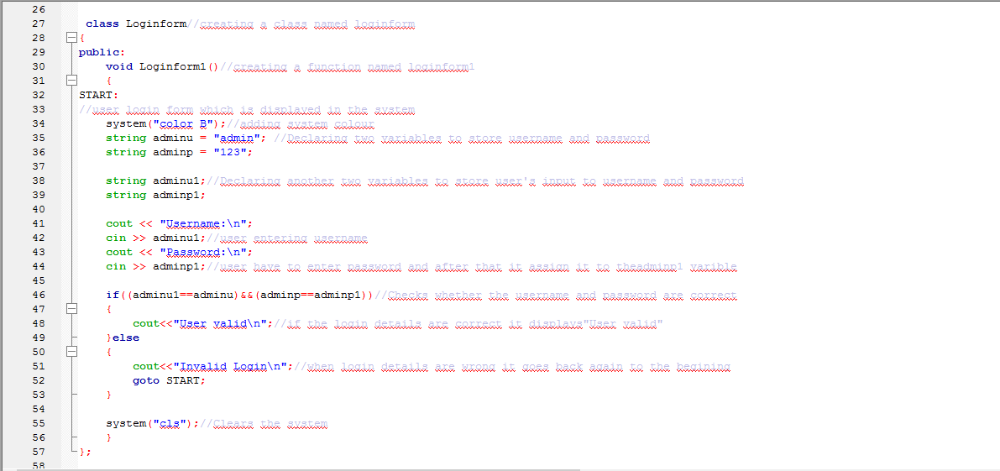 26
27 class Loginform//creating a class named loginform
28 {
29 public:
30 void Loginform1()//creating a function named loginform1
31 {
32 START:
33 //user login form which is displayed in the system
34 system("color B");//adding system colour
35 string adminu = "admin"; //Declaring two variables to store username and password
36 string adminp = "123";
37
38 string adminu1;//Declaring another two variables to store user's input to username and password
39 string adminp1;
40
41 cout << "Username:\n";
42 cin >> adminu1;//user entering username
43 cout << "Password:\n";
44 cin >> adminp1;//user have to enter password and after that it assign it to theadminp1 varible
45
46 if((adminu1==adminu)&&(adminp==adminp1))//Checks whether the username and password are correct
47 {
48 cout<<"User valid\n";//if the login details are correct it displays"User valid"
49 }else
50 {
51 cout<<"Invalid Login\n";//when login details are wrong it goes back again to the begining
52 goto START;
53 }
54
55 system("cls");//Clears the system
56 }
57 };
58